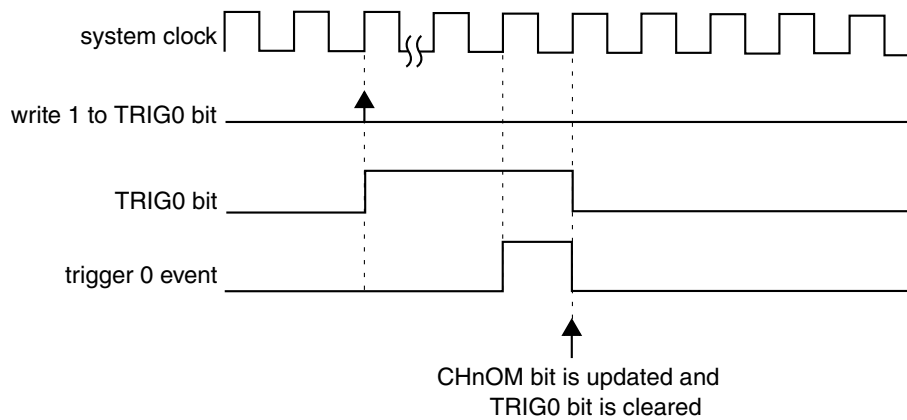 system clock
write 1 to TRIG0 bit
TRIG0 bit
trigger 0 event
CHnOM bit is updated and
TRIG0 bit is cleared